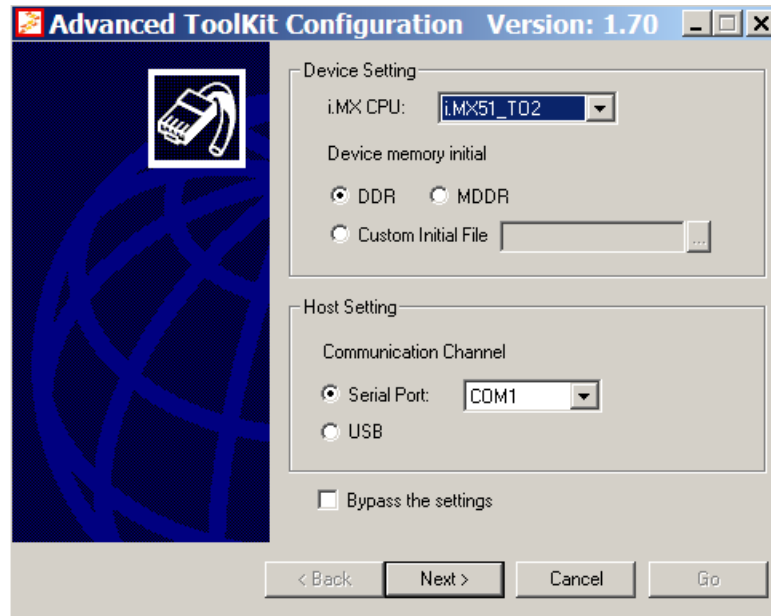 Advanced ToolKit Configuration Version: 1.70
Device Setting
i.MX CPU: i.MX51_TO2
Device memory initial
DDR MDDR
Custom Initial File ...
Host Setting
Communication Channel
Serial Port: COM1
USB
Bypass the settings
< Back Next > Cancel Go